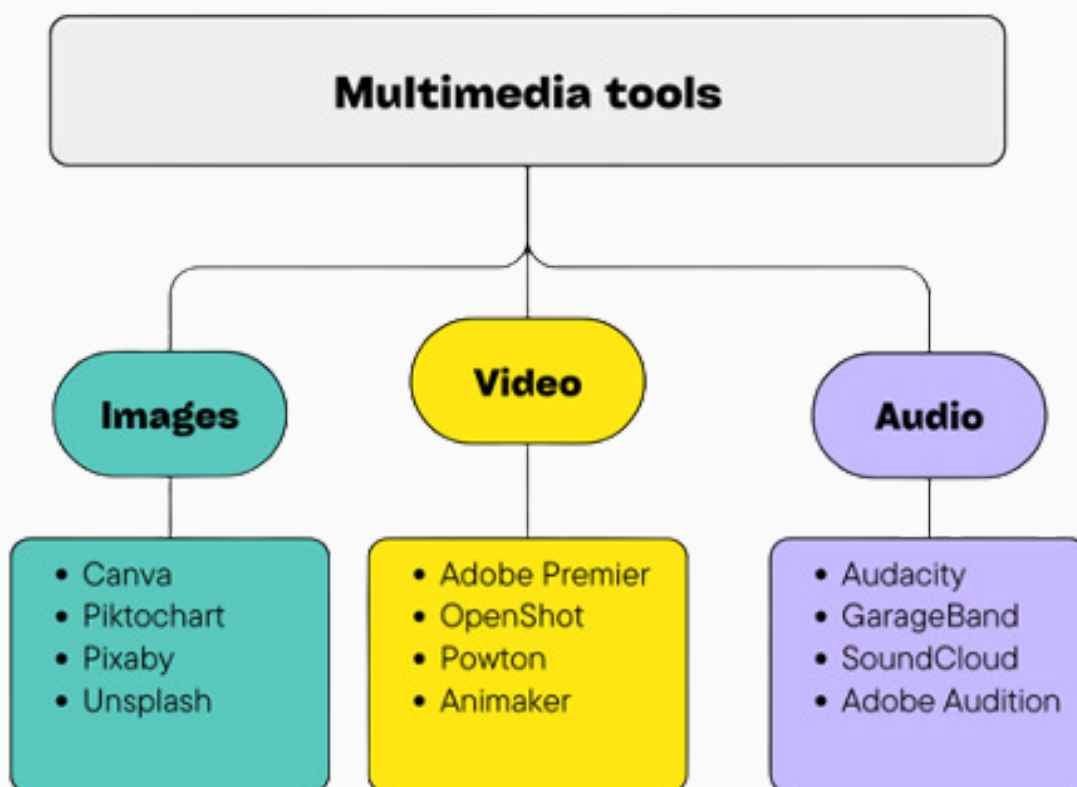 Multimedia tools
Images
Video
Audio
• Canva
• Piktochart
• Pixaby
• Unsplash
• Adobe Premier
• OpenShot
• Powton
• Animaker
• Audacity
• GarageBand
• SoundCloud
• Adobe Audition